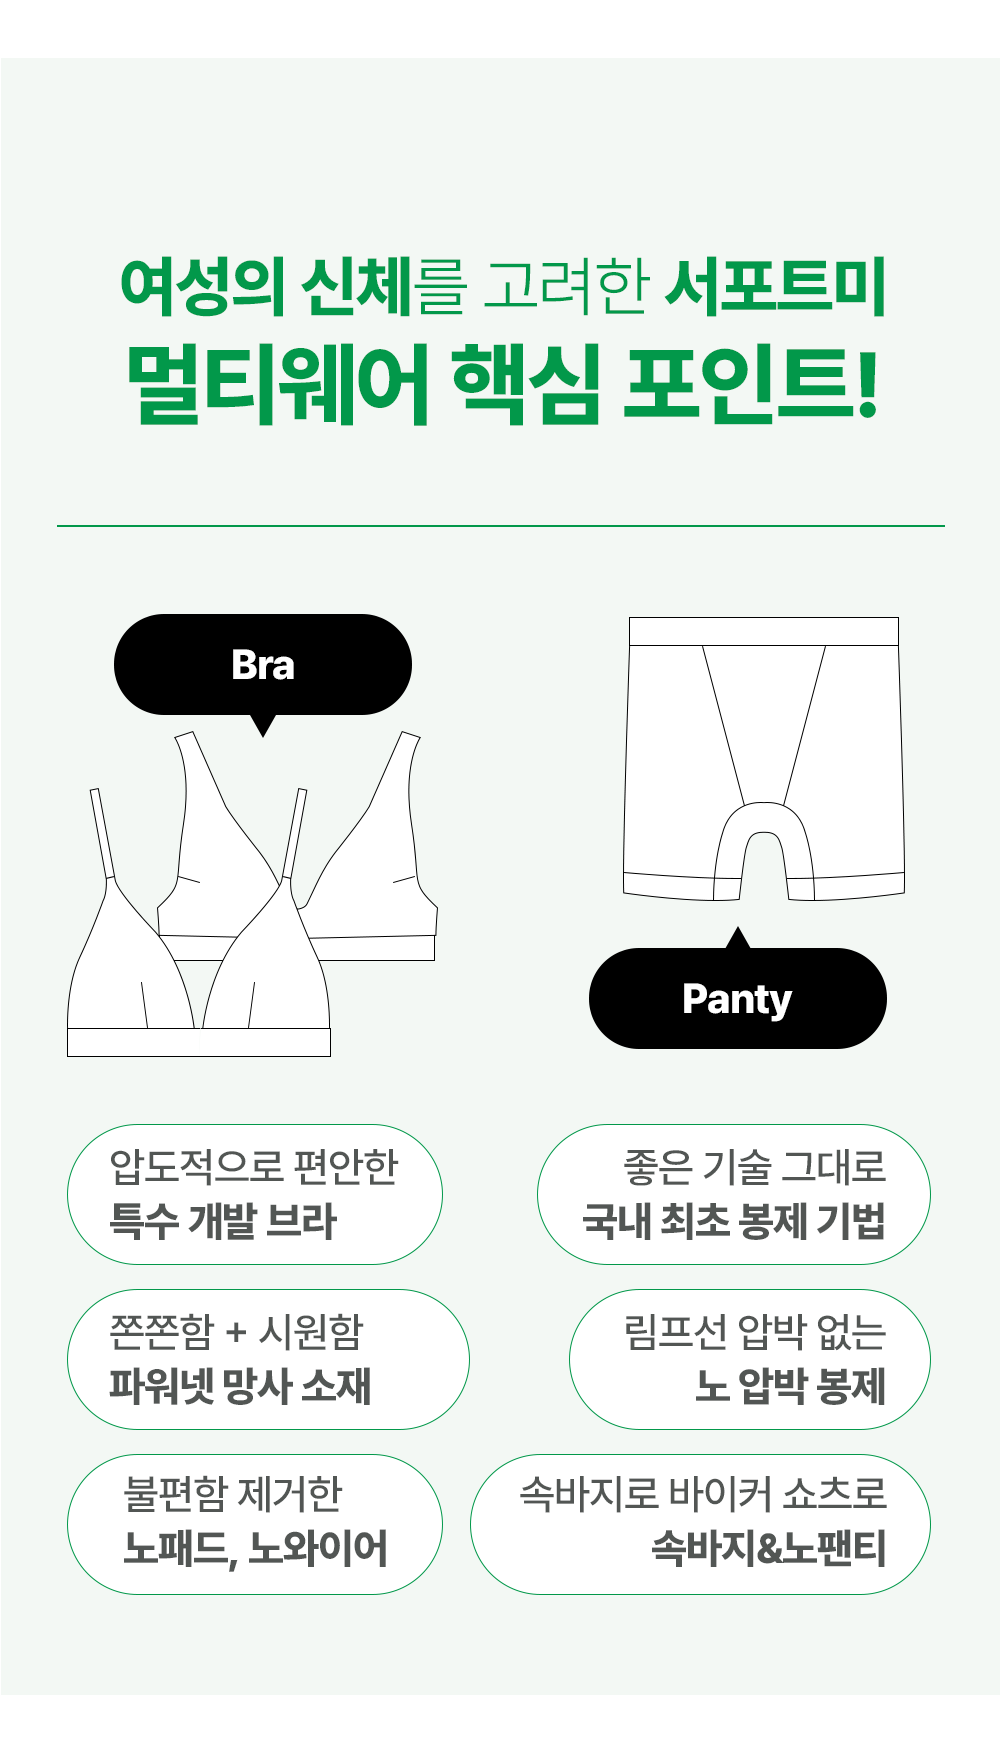 여성의 신체를 고려한 서포트미
멀티웨어 핵심 포인트!
Bra
Panty
압도적으로 편안한
특수 개발 브라
쫀쫀함 + 시원함
파워넷 망사 소재
불편함 제거한
노패드, 노와이어
좋은 기술 그대로
국내 최초 봉제 기법
림프선 압박 없는
노 압박 봉제
속바지로 바이커 쇼츠로
속바지&노팬티